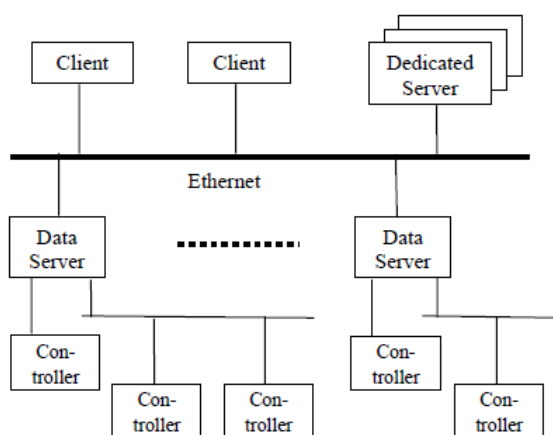 Client
Client
Dedicated
Server
Ethernet
Data
Server
Data
Server
Con-
troller
Con-
troller
Con-
troller
Con-
troller
Con-
troller